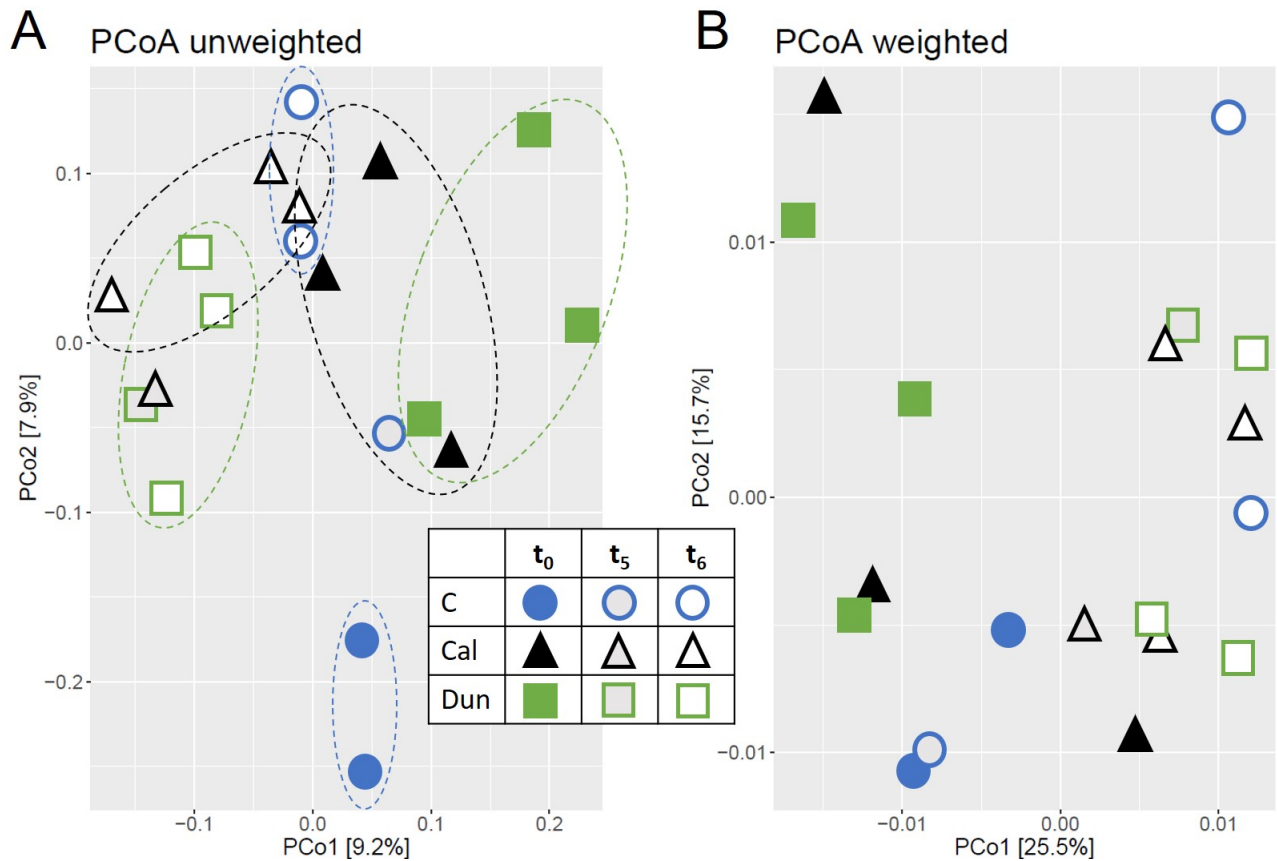 A
PCoA unweighted
B
PCoA weighted
0.1
0.0
−0.1
−0.2
PCo2 [7.9%]
−0.1 0.0 0.1 0.2
PCo1 [9.2%]
t₀ t₅ t₆
C
Cal
Dun
0.01
0.00
−0.01
PCo2 [15.7%]
−0.01 0.00 0.01
PCo1 [25.5%]